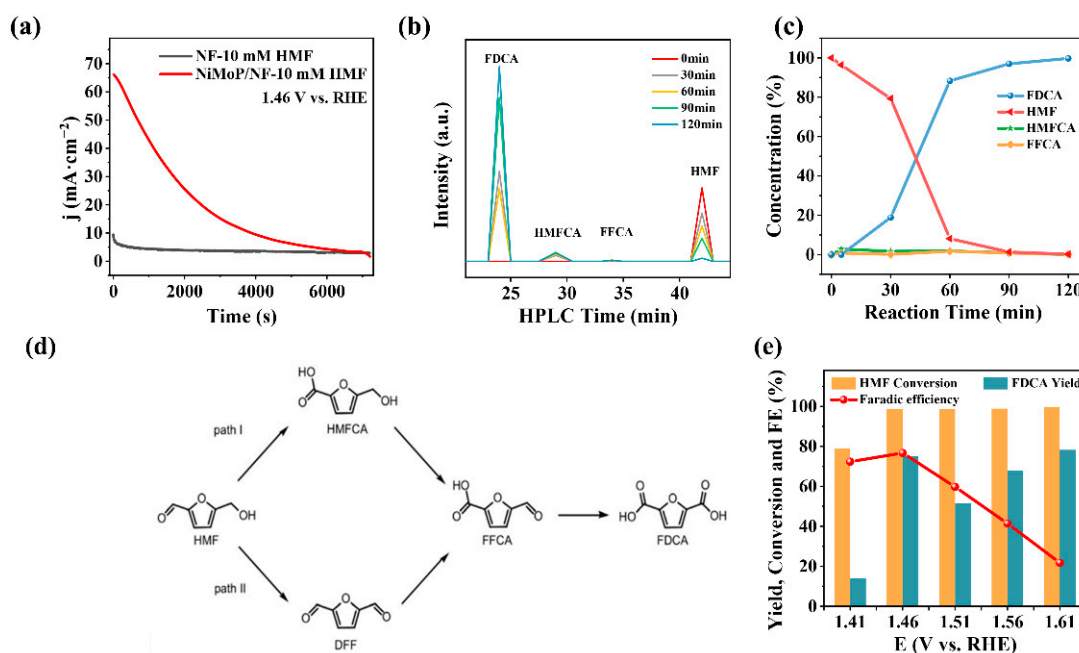 (a)
NF-10 mM HMF
NiMoP/NF-10 mM HMF
1.46 V vs. RHE
j (mA·cm⁻²)
70
60
50
40
30
20
10
0
0
2000
4000
6000
Time (s)
(b)
FDCA
HMFCA
FFCA
HMF
0min
30min
60min
90min
120min
Intensity (a.u.)
25
30
35
40
HPLC Time (min)
(c)
Concentration (%)
100
80
60
40
20
0
FDCA
HMF
HMFCA
FFCA
0
30
60
90
120
Reaction Time (min)
(d)
HO
O
O
OH
HMFCA
path I
O
O
OH
HMF
HO
O
O
O
FFCA
O
O
HO
O
OH
FDCA
path II
O
O
O
DFF
(e)
HMF Conversion
FDCA Yield
Faradic efficiency
Yield, Conversion and FE (%)
100
80
60
40
20
0
1.41
1.46
1.51
1.56
1.61
E (V vs. RHE)